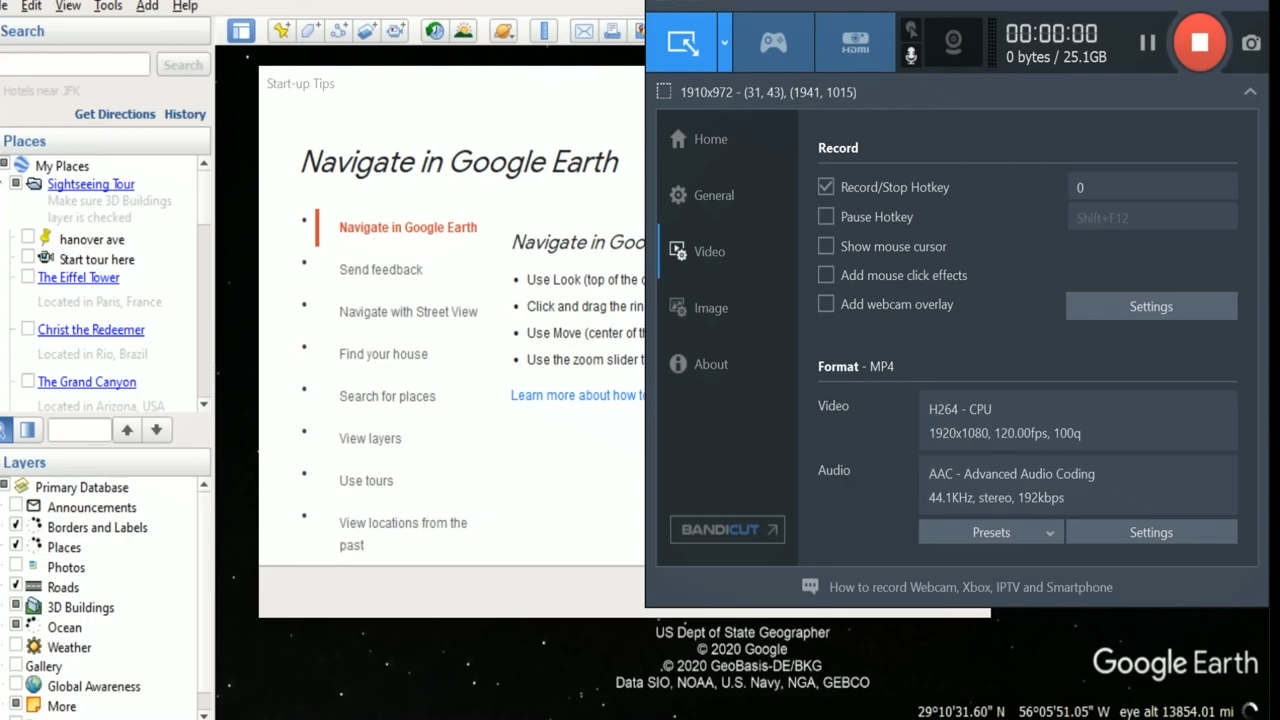 Edit View Tools Add Help
Search
Search
Hotels near JFK
Get Directions History
Places
My Places
Sightseeing Tour
Make sure 3D Buildings
layer is checked
hanover ave
Start tour here
The Eiffel Tower
Located in Paris, France
Christ the Redeemer
Located in Rio, Brazil
The Grand Canyon
Located in Arizona, USA
Layers
Primary Database
Announcements
Borders and Labels
Places
Photos
Roads
3D Buildings
Ocean
Weather
Gallery
Global Awareness
More
Start-up Tips
Navigate in Google Earth
Navigate in Google Earth
Send feedback
Navigate with Street View
Find your house
Search for places
View layers
Use tours
View locations from the
past
Navigate in Goo
Use Look (top of the
Click and drag the rin
Use Move (center of th
Use the zoom slider t
Learn more about how to
HDMI
00:00:00
0 bytes / 25.1GB
1910x972 - (31, 43), (1941, 1015)
Home
General
Video
Image
About
BANDICUT
Record
Record/Stop Hotkey 0
Pause Hotkey Shift+F12
Show mouse cursor
Add mouse click effects
Add webcam overlay
Settings
Format - MP4
Video
H264 - CPU
1920x1080, 120.00fps, 100q
Audio
AAC - Advanced Audio Coding
44.1KHz, stereo, 192kbps
Presets Settings
How to record Webcam, Xbox, IPTV and Smartphone
US Dept of State Geographer
© 2020 Google
© 2020 GeoBasis-DE/BKG
Data SIO, NOAA, U.S. Navy, NGA, GEBCO
Google Earth
29°10'31.60" N 56°05'51.05" W eye alt 13854.01 mi